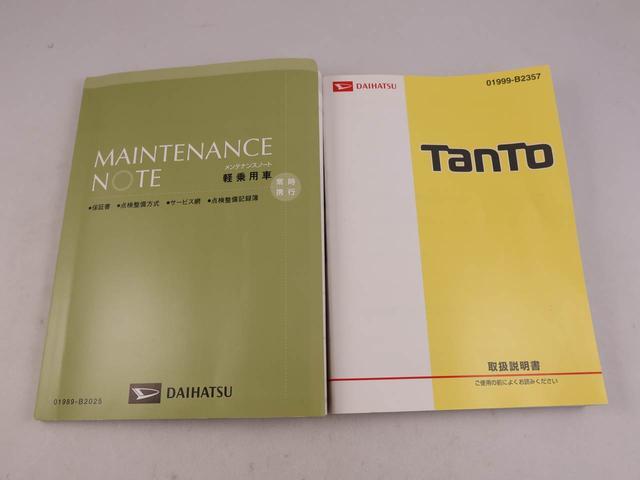 MAINTENANCE
NOTE
メンテナンスノート
軽乗用車
常時
携行
●保証書 ●点検整備方式 ●サービス網 ●点検整備記録簿
DAIHATSU
01989-B2025
DAIHATSU
01999-B2357
TanTo
取扱説明書
ご使用の前によくお読みください